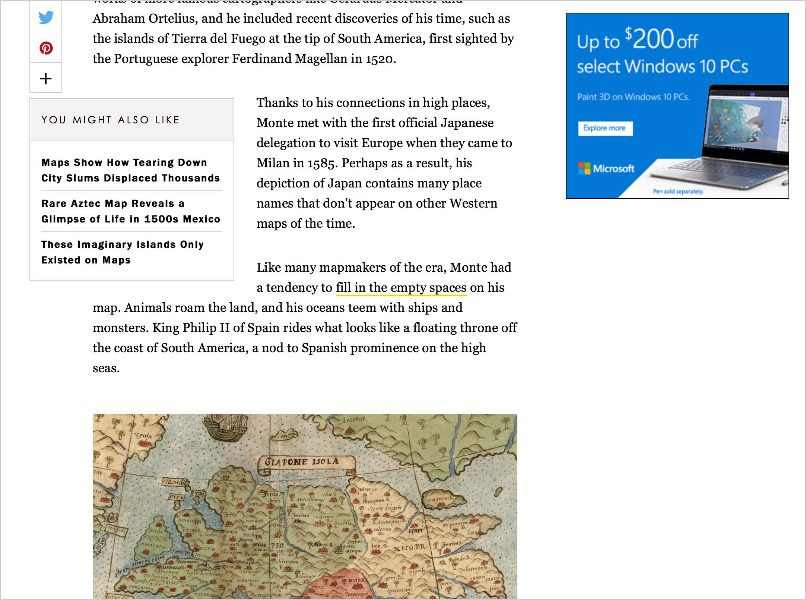 works of more famous cartographers like Gerardus Mercator and
Abraham Ortelius, and he included recent discoveries of his time, such as
the islands of Tierra del Fuego at the tip of South America, first sighted by
the Portuguese explorer Ferdinand Magellan in 1520.
YOU MIGHT ALSO LIKE
Maps Show How Tearing Down
City Slums Displaced Thousands
Rare Aztec Map Reveals a
Glimpse of Life in 1500s Mexico
These Imaginary Islands Only
Existed on Maps
Thanks to his connections in high places,
Monte met with the first official Japanese
delegation to visit Europe when they came to
Milan in 1585. Perhaps as a result, his
depiction of Japan contains many place
names that don't appear on other Western
maps of the time.
Like many mapmakers of the era, Monte had
a tendency to fill in the empty spaces on his
map. Animals roam the land, and his oceans teem with ships and
monsters. King Philip II of Spain rides what looks like a floating throne off
the coast of South America, a nod to Spanish prominence on the high
seas.
GIAPONE ISOLA
Up to $200 off
select Windows 10 PCs
Paint 3D on Windows 10 PCs.
Explore more
Microsoft
Pen sold separately.